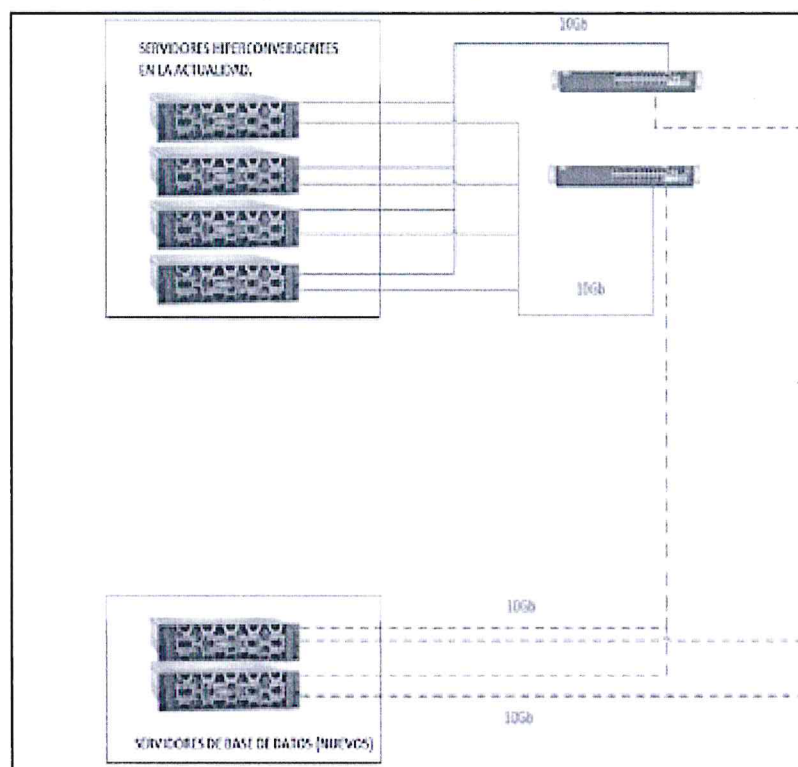 SERVIDORES HIPERCONVERGENTES
EN LA ACTUALIDAD.
10Gb
10Gb
10Gb
10Gb
SERVIDORES DE BASE DE DATOS (NUEVOS)